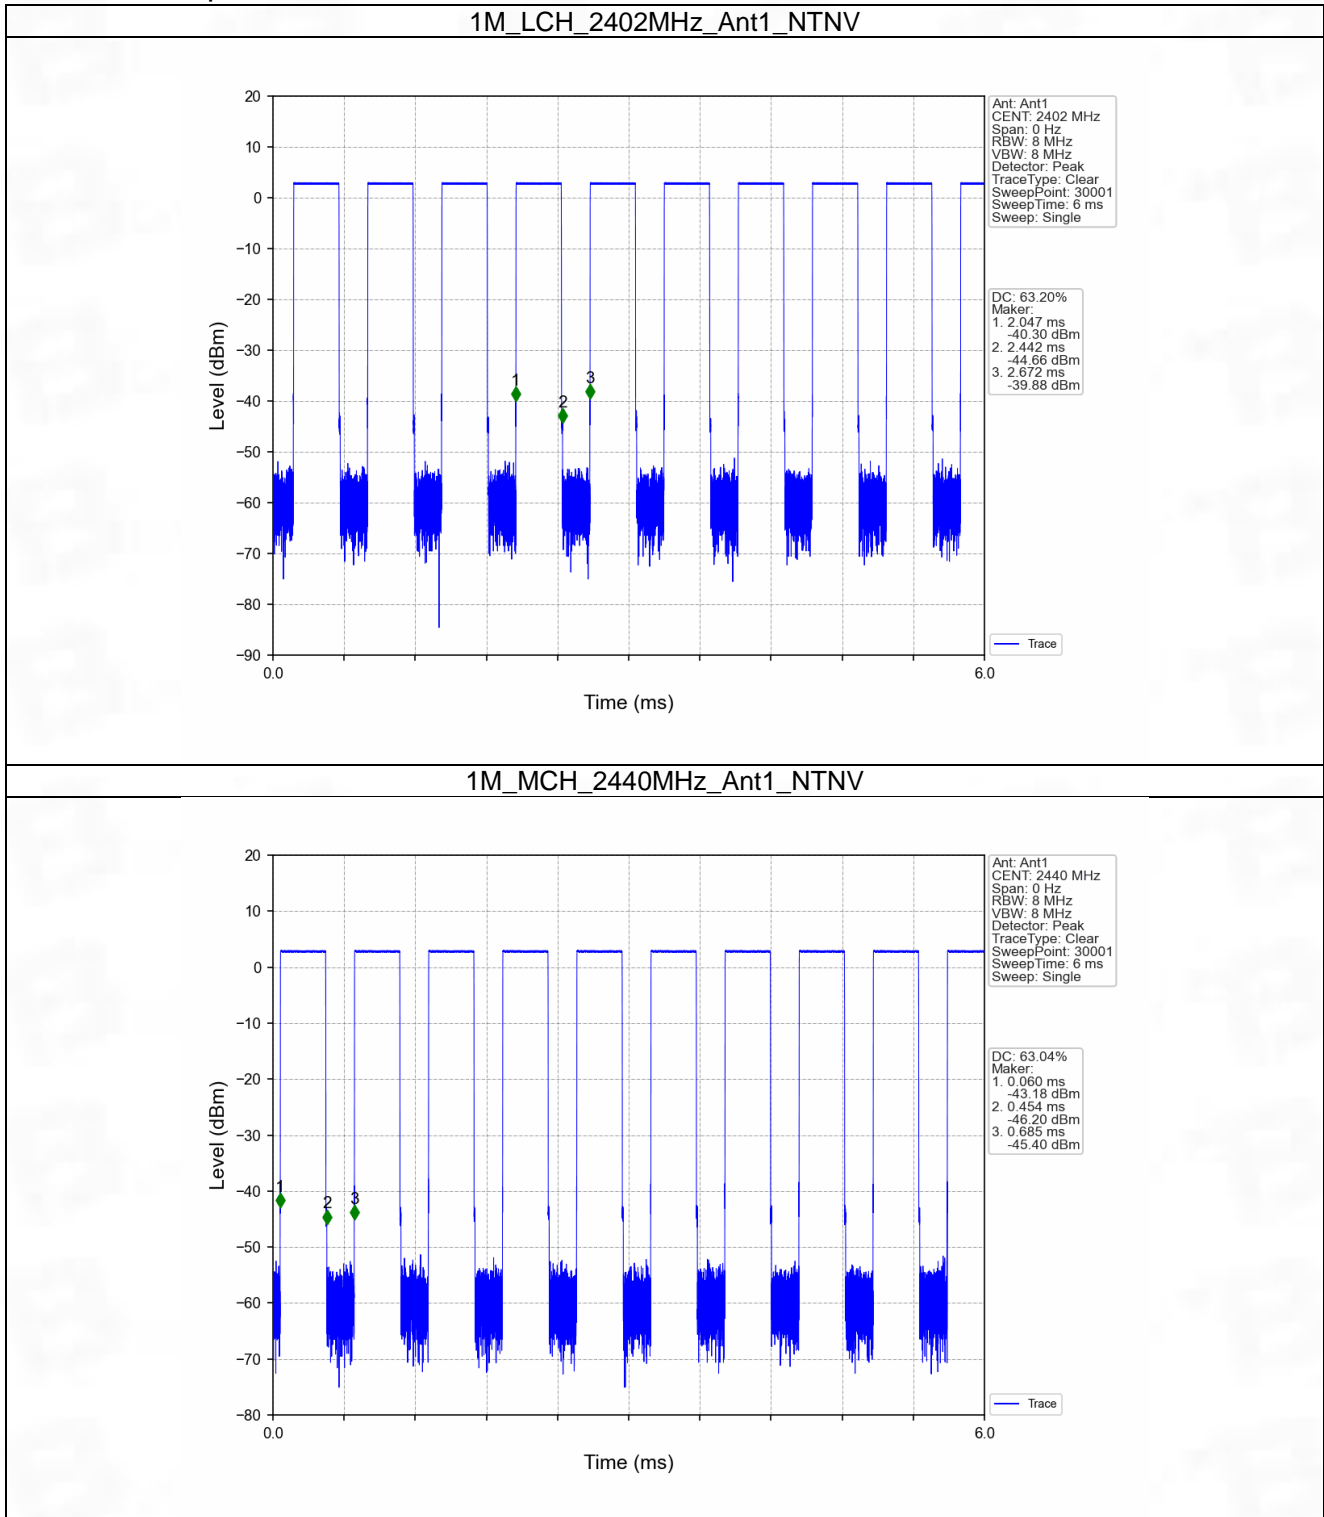 1M_LCH_2402MHz_Ant1_NTNV
20
10
0
−10
−20
−30
−40
−50
−60
−70
−80
−90
Level (dBm)
0.0
6.0
Time (ms)
1
2
3
Ant: Ant1
CENT: 2402 MHz
Span: 0 Hz
RBW: 8 MHz
VBW: 8 MHz
Detector: Peak
TraceType: Clear
SweepPoint: 30001
SweepTime: 6 ms
Sweep: Single
DC: 63.20%
Maker:
1. 2.047 ms
-40.30 dBm
2. 2.442 ms
-44.66 dBm
3. 2.672 ms
-39.88 dBm
Trace
1M_MCH_2440MHz_Ant1_NTNV
20
10
0
−10
−20
−30
−40
−50
−60
−70
−80
Level (dBm)
0.0
6.0
Time (ms)
1
2
3
Ant: Ant1
CENT: 2440 MHz
Span: 0 Hz
RBW: 8 MHz
VBW: 8 MHz
Detector: Peak
TraceType: Clear
SweepPoint: 30001
SweepTime: 6 ms
Sweep: Single
DC: 63.04%
Maker:
1. 0.060 ms
-43.18 dBm
2. 0.454 ms
-46.20 dBm
3. 0.685 ms
-45.40 dBm
Trace